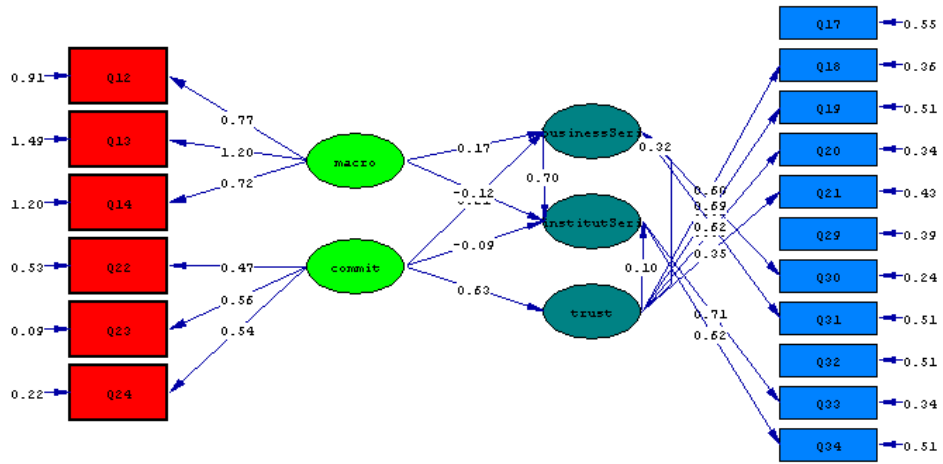 0.91 Q12
1.49 Q13
1.20 Q14
0.53 Q22
0.09 Q23
0.22 Q24
0.77
1.20
0.72
0.47
0.56
0.54
macro
commit
0.17
-0.12
-0.09
0.53
businessSer
institutSer
trust
0.70
0.10
0.32
0.62
0.35
0.71
0.62
Q17 0.55
Q18 0.36
Q19 0.51
Q20 0.34
Q21 0.43
Q29 0.39
Q30 0.24
Q31 0.51
Q32 0.51
Q33 0.34
Q34 0.51